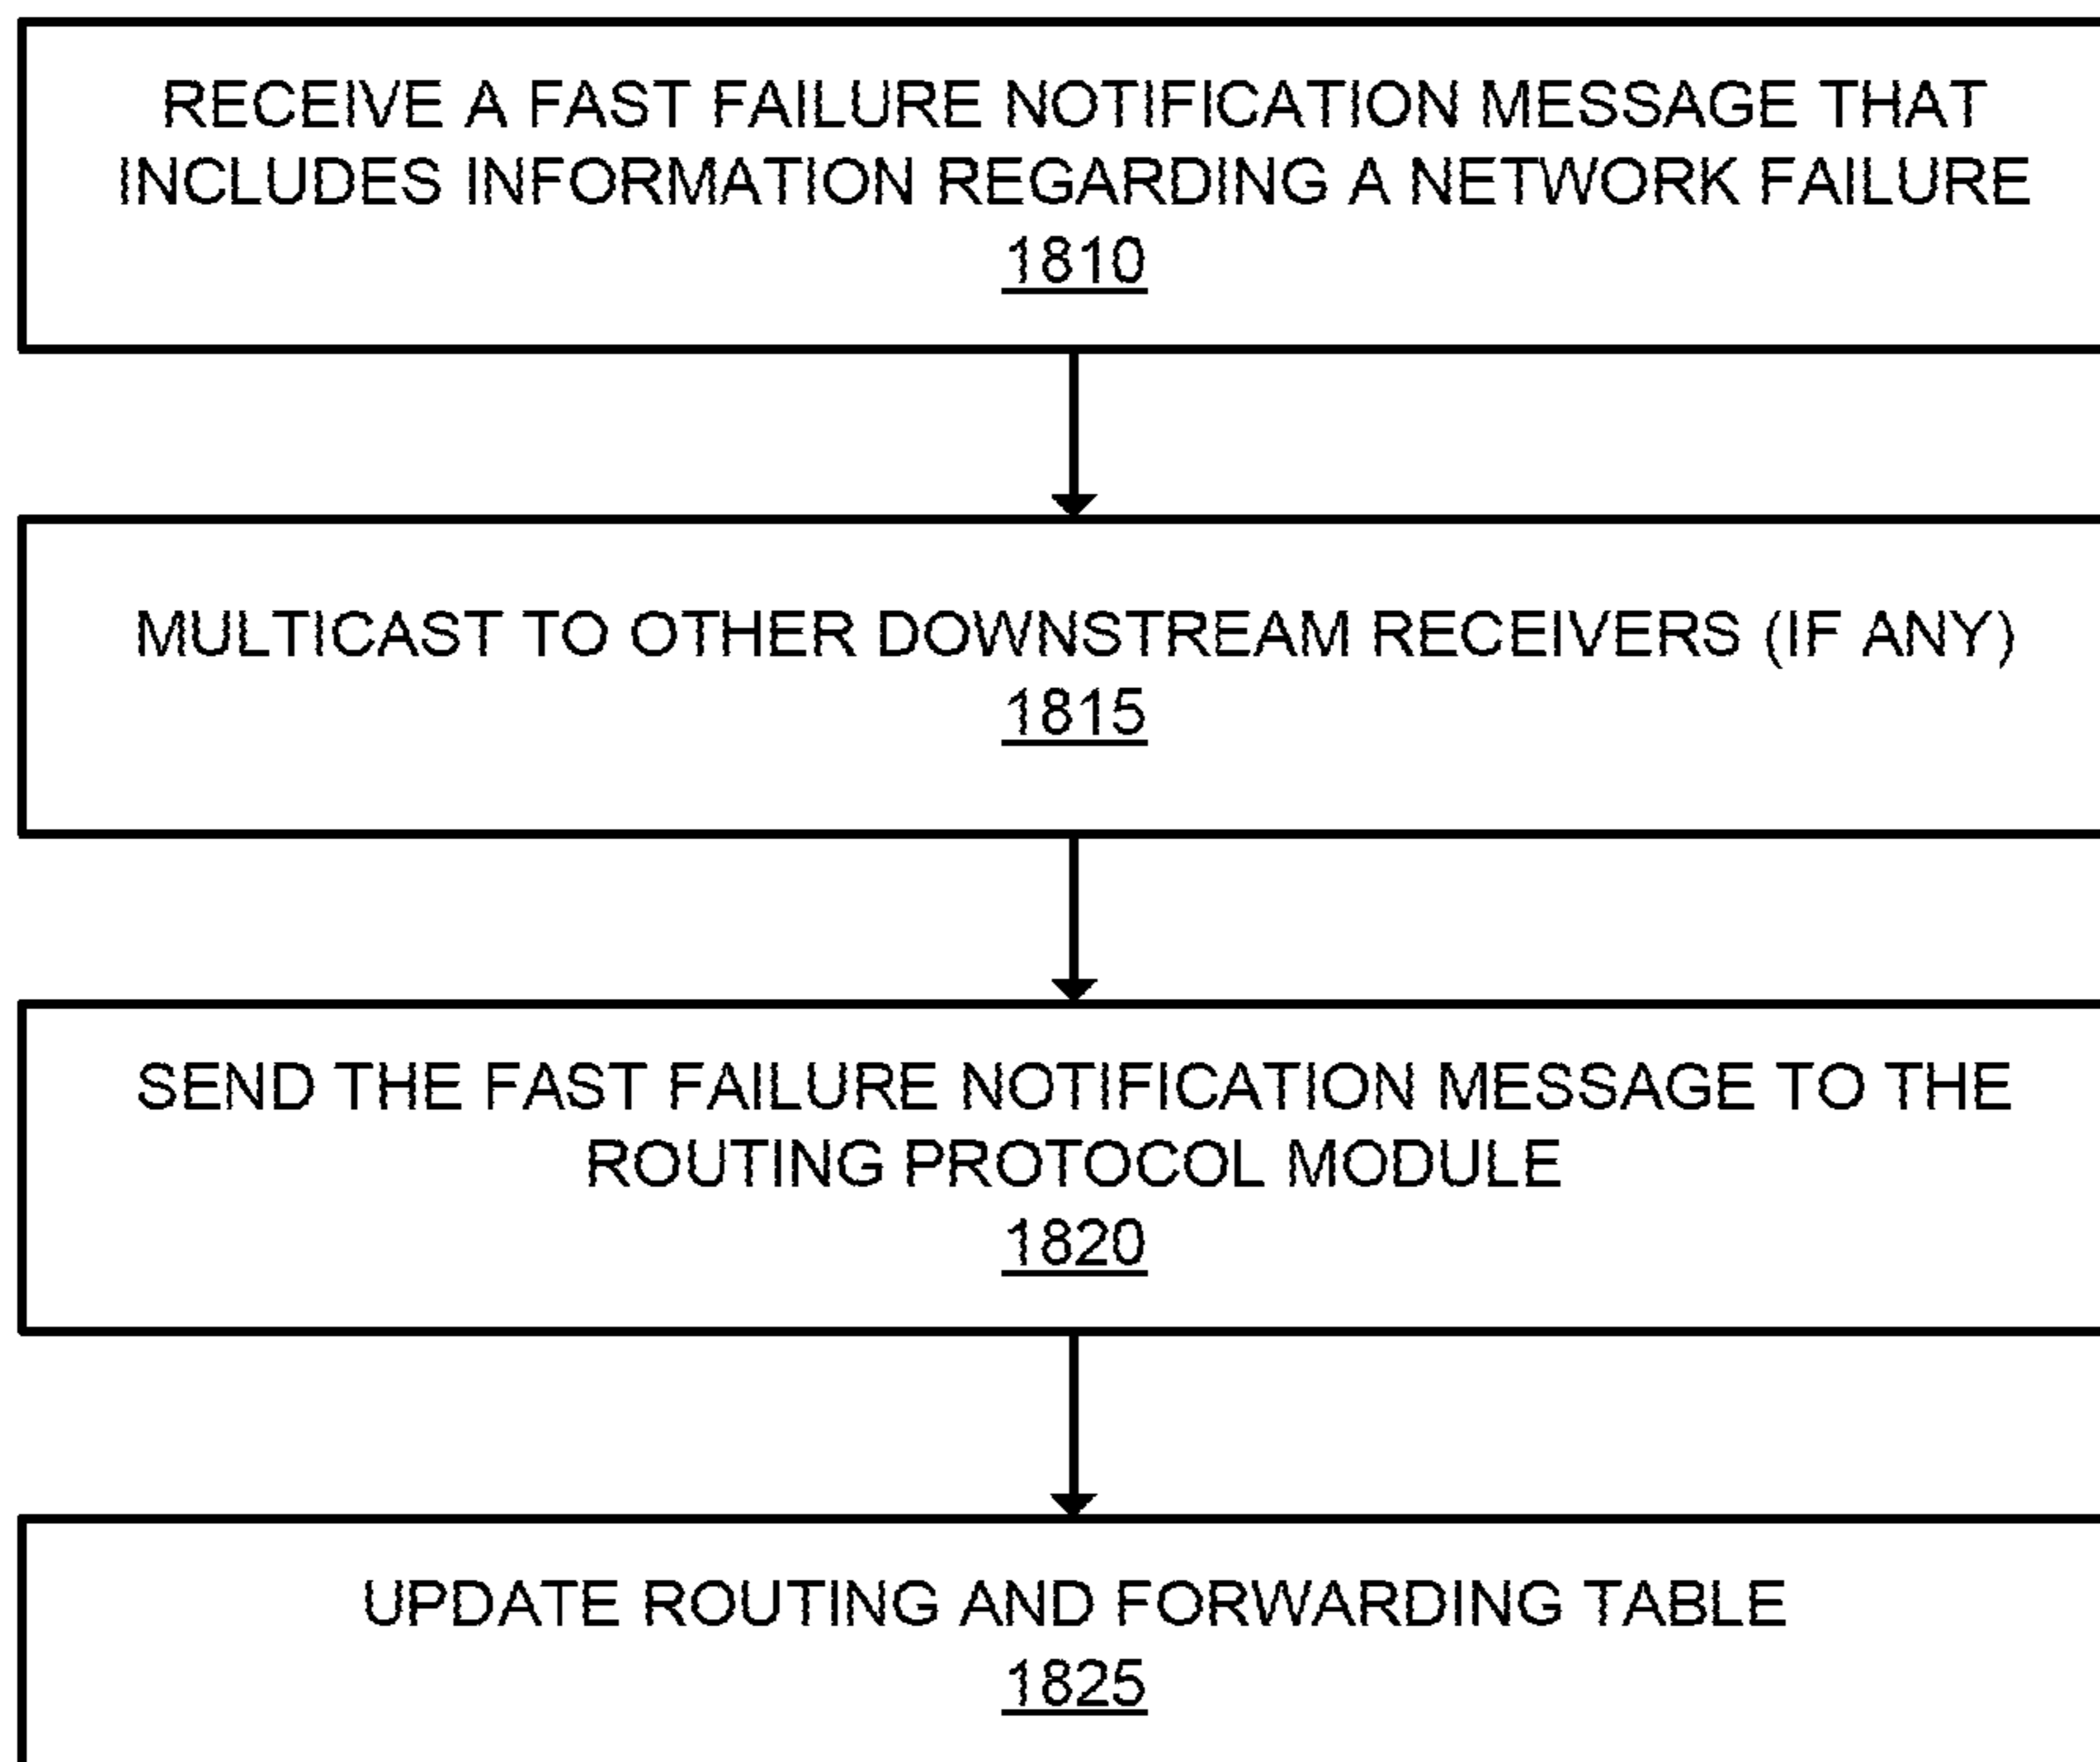 RECEIVE A FAST FAILURE NOTIFICATION MESSAGE THAT
INCLUDES INFORMATION REGARDING A NETWORK FAILURE
1810
MULTICAST TO OTHER DOWNSTREAM RECEIVERS (IF ANY)
1815
SEND THE FAST FAILURE NOTIFICATION MESSAGE TO THE
ROUTING PROTOCOL MODULE
1820
UPDATE ROUTING AND FORWARDING TABLE
1825